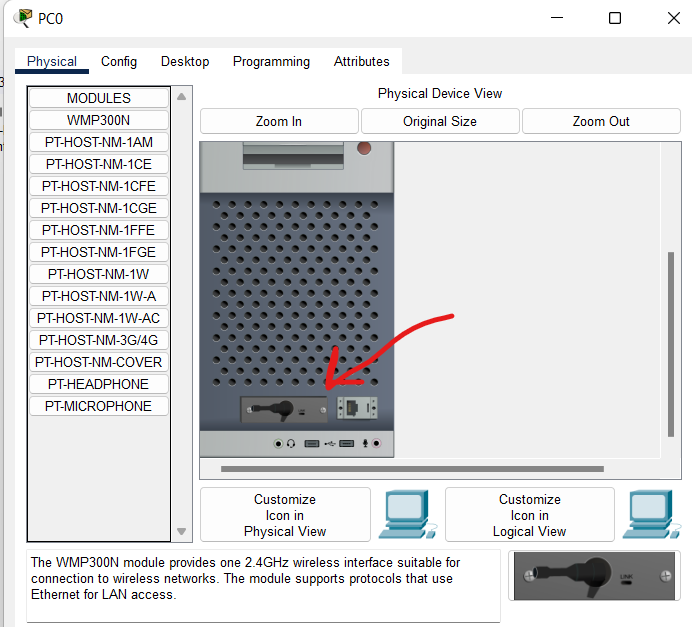 PC0
Physical Config Desktop Programming Attributes
MODULES
WMP300N
PT-HOST-NM-1AM
PT-HOST-NM-1CE
PT-HOST-NM-1CFE
PT-HOST-NM-1CGE
PT-HOST-NM-1FFE
PT-HOST-NM-1FGE
PT-HOST-NM-1W
PT-HOST-NM-1W-A
PT-HOST-NM-1W-AC
PT-HOST-NM-3G/4G
PT-HOST-NM-COVER
PT-HEADPHONE
PT-MICROPHONE
Physical Device View
Zoom In Original Size Zoom Out
Customize
Icon in
Physical View
Customize
Icon in
Logical View
The WMP300N module provides one 2.4GHz wireless interface suitable for
connection to wireless networks. The module supports protocols that use
Ethernet for LAN access.
LINK